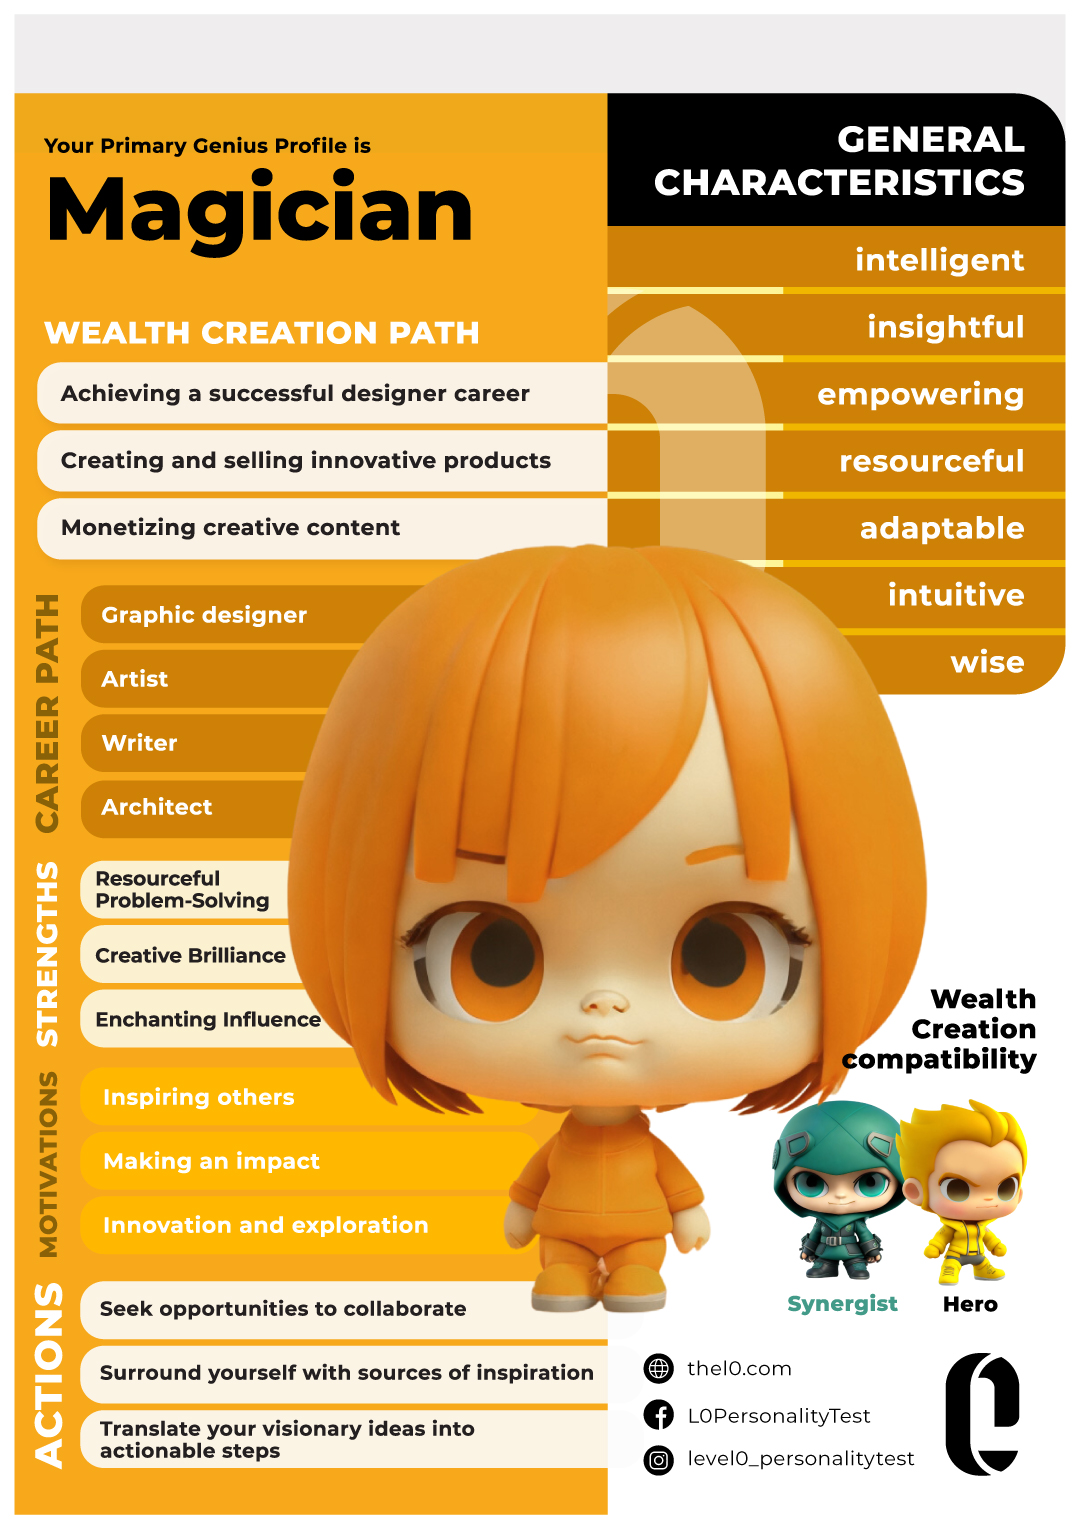 Your Primary Genius Profile is
Magician
WEALTH CREATION PATH
Achieving a successful designer career
Creating and selling innovative products
Monetizing creative content
CAREER PATH
Graphic designer
Artist
Writer
Architect
STRENGTHS
Resourceful
Problem-Solving
Creative Brilliance
Enchanting Influence
MOTIVATIONS
Inspiring others
Making an impact
Innovation and exploration
ACTIONS
Seek opportunities to collaborate
Surround yourself with sources of inspiration
Translate your visionary ideas into
actionable steps
GENERAL
CHARACTERISTICS
intelligent
insightful
empowering
resourceful
adaptable
intuitive
wise
Wealth
Creation
compatibility
Synergist
Hero
thel0.com
L0PersonalityTest
level0_personalitytest